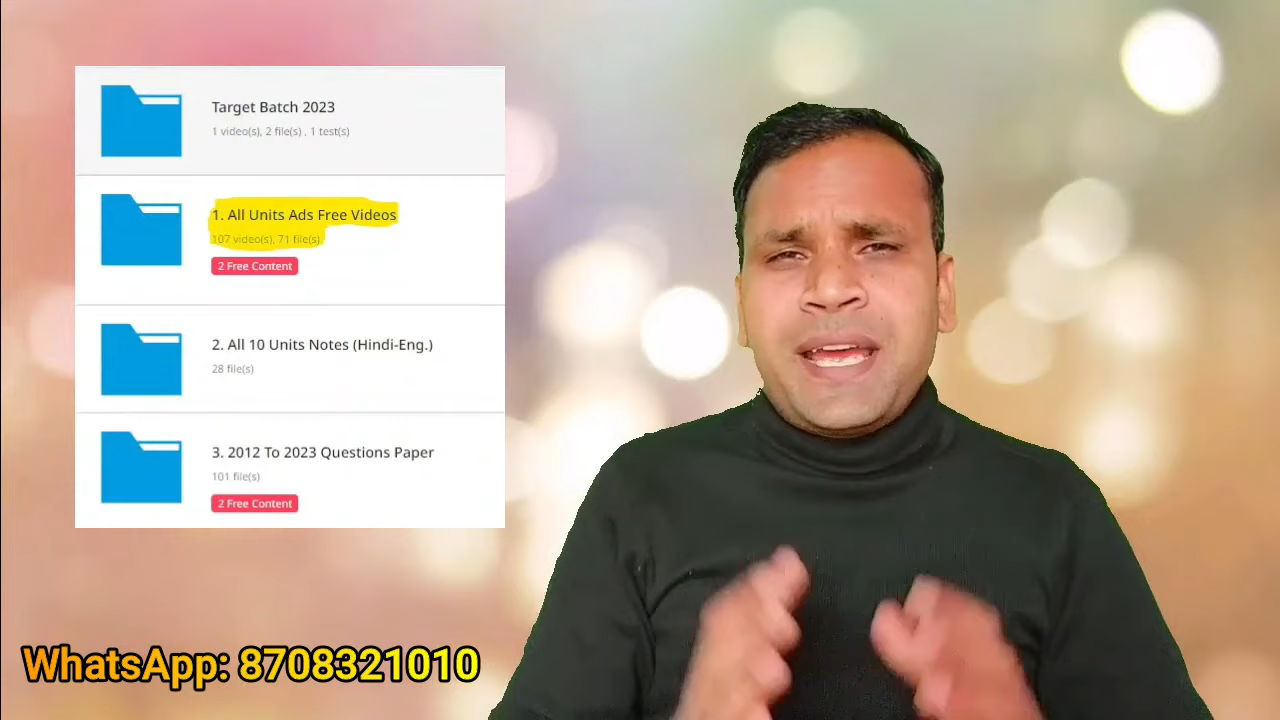 Target Batch 2023
1 video(s), 2 file(s) , 1 test(s)
1. All Units Ads Free Videos
107 video(s), 71 file(s)
2 Free Content
2. All 10 Units Notes (Hindi-Eng.)
28 file(s)
3. 2012 To 2023 Questions Paper
101 file(s)
2 Free Content
WhatsApp: 8708321010